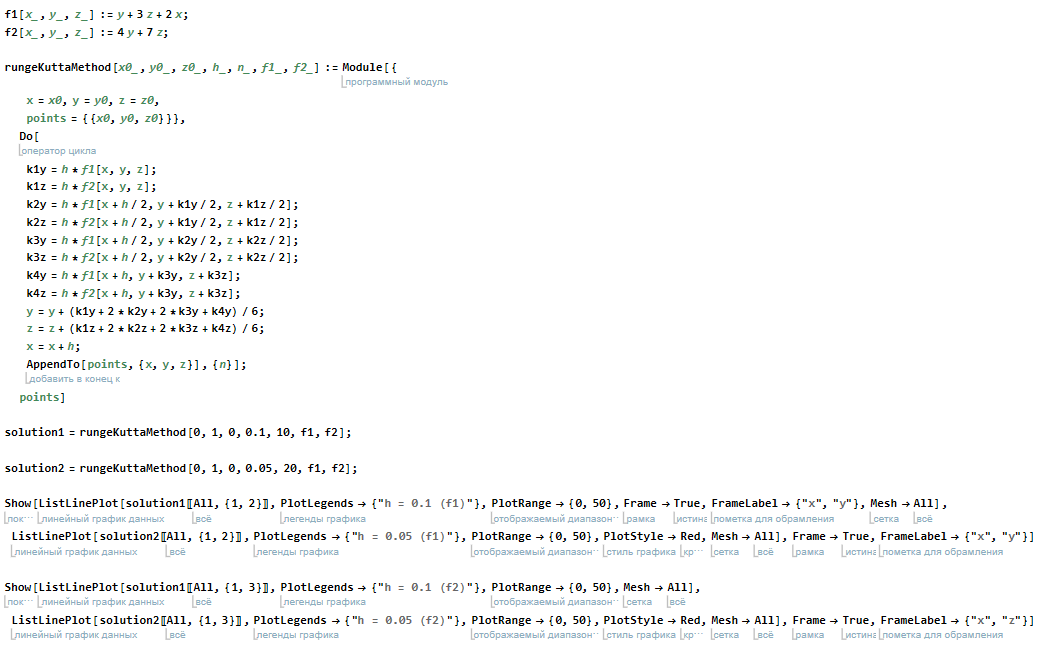 f1[x_, y_, z_] := y + 3 z + 2 x;
f2[x_, y_, z_] := 4 y + 7 z;
rungeKuttaMethod[x0_, y0_, z0_, h_, n_, f1_, f2_] := Module[{
программный модуль
x = x0, y = y0, z = z0,
points = {{x0, y0, z0}}},
Do[
оператор цикла
k1y = h * f1[x, y, z];
k1z = h * f2[x, y, z];
k2y = h * f1[x + h / 2, y + k1y / 2, z + k1z / 2];
k2z = h * f2[x + h / 2, y + k1y / 2, z + k1z / 2];
k3y = h * f1[x + h / 2, y + k2y / 2, z + k2z / 2];
k3z = h * f2[x + h / 2, y + k2y / 2, z + k2z / 2];
k4y = h * f1[x + h, y + k3y, z + k3z];
k4z = h * f2[x + h, y + k3y, z + k3z];
y = y + (k1y + 2 * k2y + 2 * k3y + k4y) / 6;
z = z + (k1z + 2 * k2z + 2 * k3z + k4z) / 6;
x = x + h;
AppendTo[points, {x, y, z}], {n}];
добавить в конец к
points]
solution1 = rungeKuttaMethod[0, 1, 0, 0.1, 10, f1, f2];
solution2 = rungeKuttaMethod[0, 1, 0, 0.05, 20, f1, f2];
Show[ListLinePlot[solution1〚All, {1, 2}〛, PlotLegends → {"h = 0.1 (f1)"}, PlotRange → {0, 50}, Frame → True, FrameLabel → {"x", "y"}, Mesh → All],
пок⋯ линейный график данных всё легенды графика отображаемый диапазон⋯ рамка истина пометка для обрамления сетка всё
ListLinePlot[solution2〚All, {1, 2}〛, PlotLegends → {"h = 0.05 (f1)"}, PlotRange → {0, 50}, PlotStyle → Red, Mesh → All], Frame → True, FrameLabel → {"x", "y"}]
линейный график данных всё легенды графика отображаемый диапазон⋯ стиль графика кр⋯ сетка всё рамка истина пометка для обрамления
Show[ListLinePlot[solution1〚All, {1, 3}〛, PlotLegends → {"h = 0.1 (f2)"}, PlotRange → {0, 50}, Mesh → All],
пок⋯ линейный график данных всё легенды графика отображаемый диапазон⋯ сетка всё
ListLinePlot[solution2〚All, {1, 3}〛, PlotLegends → {"h = 0.05 (f2)"}, PlotRange → {0, 50}, PlotStyle → Red, Mesh → All], Frame → True, FrameLabel → {"x", "z"}]
линейный график данных всё легенды графика отображаемый диапазон⋯ стиль графика кр⋯ сетка всё рамка истина пометка для обрамления